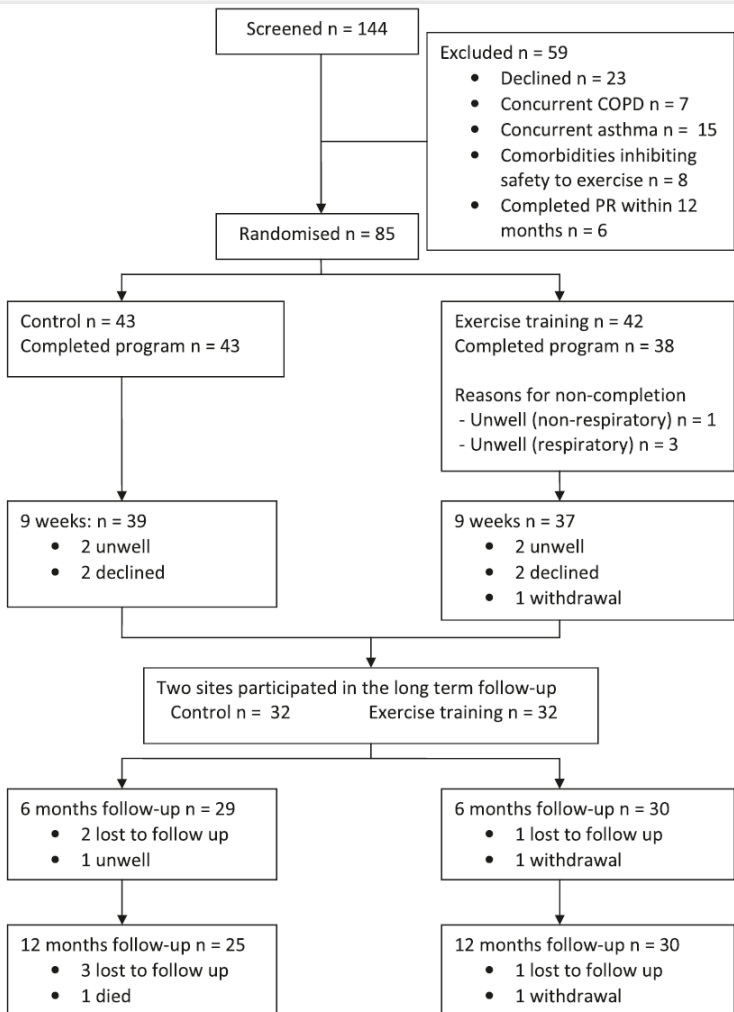 Screened n = 144
Excluded n = 59
• Declined n = 23
• Concurrent COPD n = 7
• Concurrent asthma n = 15
• Comorbidities inhibiting
safety to exercise n = 8
• Completed PR within 12
months n = 6
Randomised n = 85
Control n = 43
Completed program n = 43
Exercise training n = 42
Completed program n = 38
Reasons for non-completion
- Unwell (non-respiratory) n = 1
- Unwell (respiratory) n = 3
9 weeks: n = 39
• 2 unwell
• 2 declined
9 weeks n = 37
• 2 unwell
• 2 declined
• 1 withdrawal
Two sites participated in the long term follow-up
Control n = 32 Exercise training n = 32
6 months follow-up n = 29
• 2 lost to follow up
• 1 unwell
6 months follow-up n = 30
• 1 lost to follow up
• 1 withdrawal
12 months follow-up n = 25
• 3 lost to follow up
• 1 died
12 months follow-up n = 30
• 1 lost to follow up
• 1 withdrawal